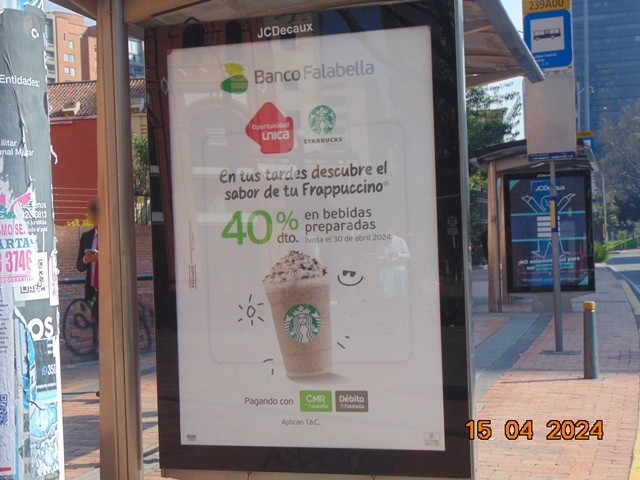 JCDecaux
Banco Falabella
Oportunidad
única
STARBUCKS
En tus tardes descubre el
sabor de tu Frappuccino®
40% dto.
en bebidas
preparadas
hasta el 30 de abril 2024
Pagando con
CMR
Falabella
Débito
Falabella
Aplican T&C.
239A00
JCDecaux
Entidades:
3746
15 04 2024